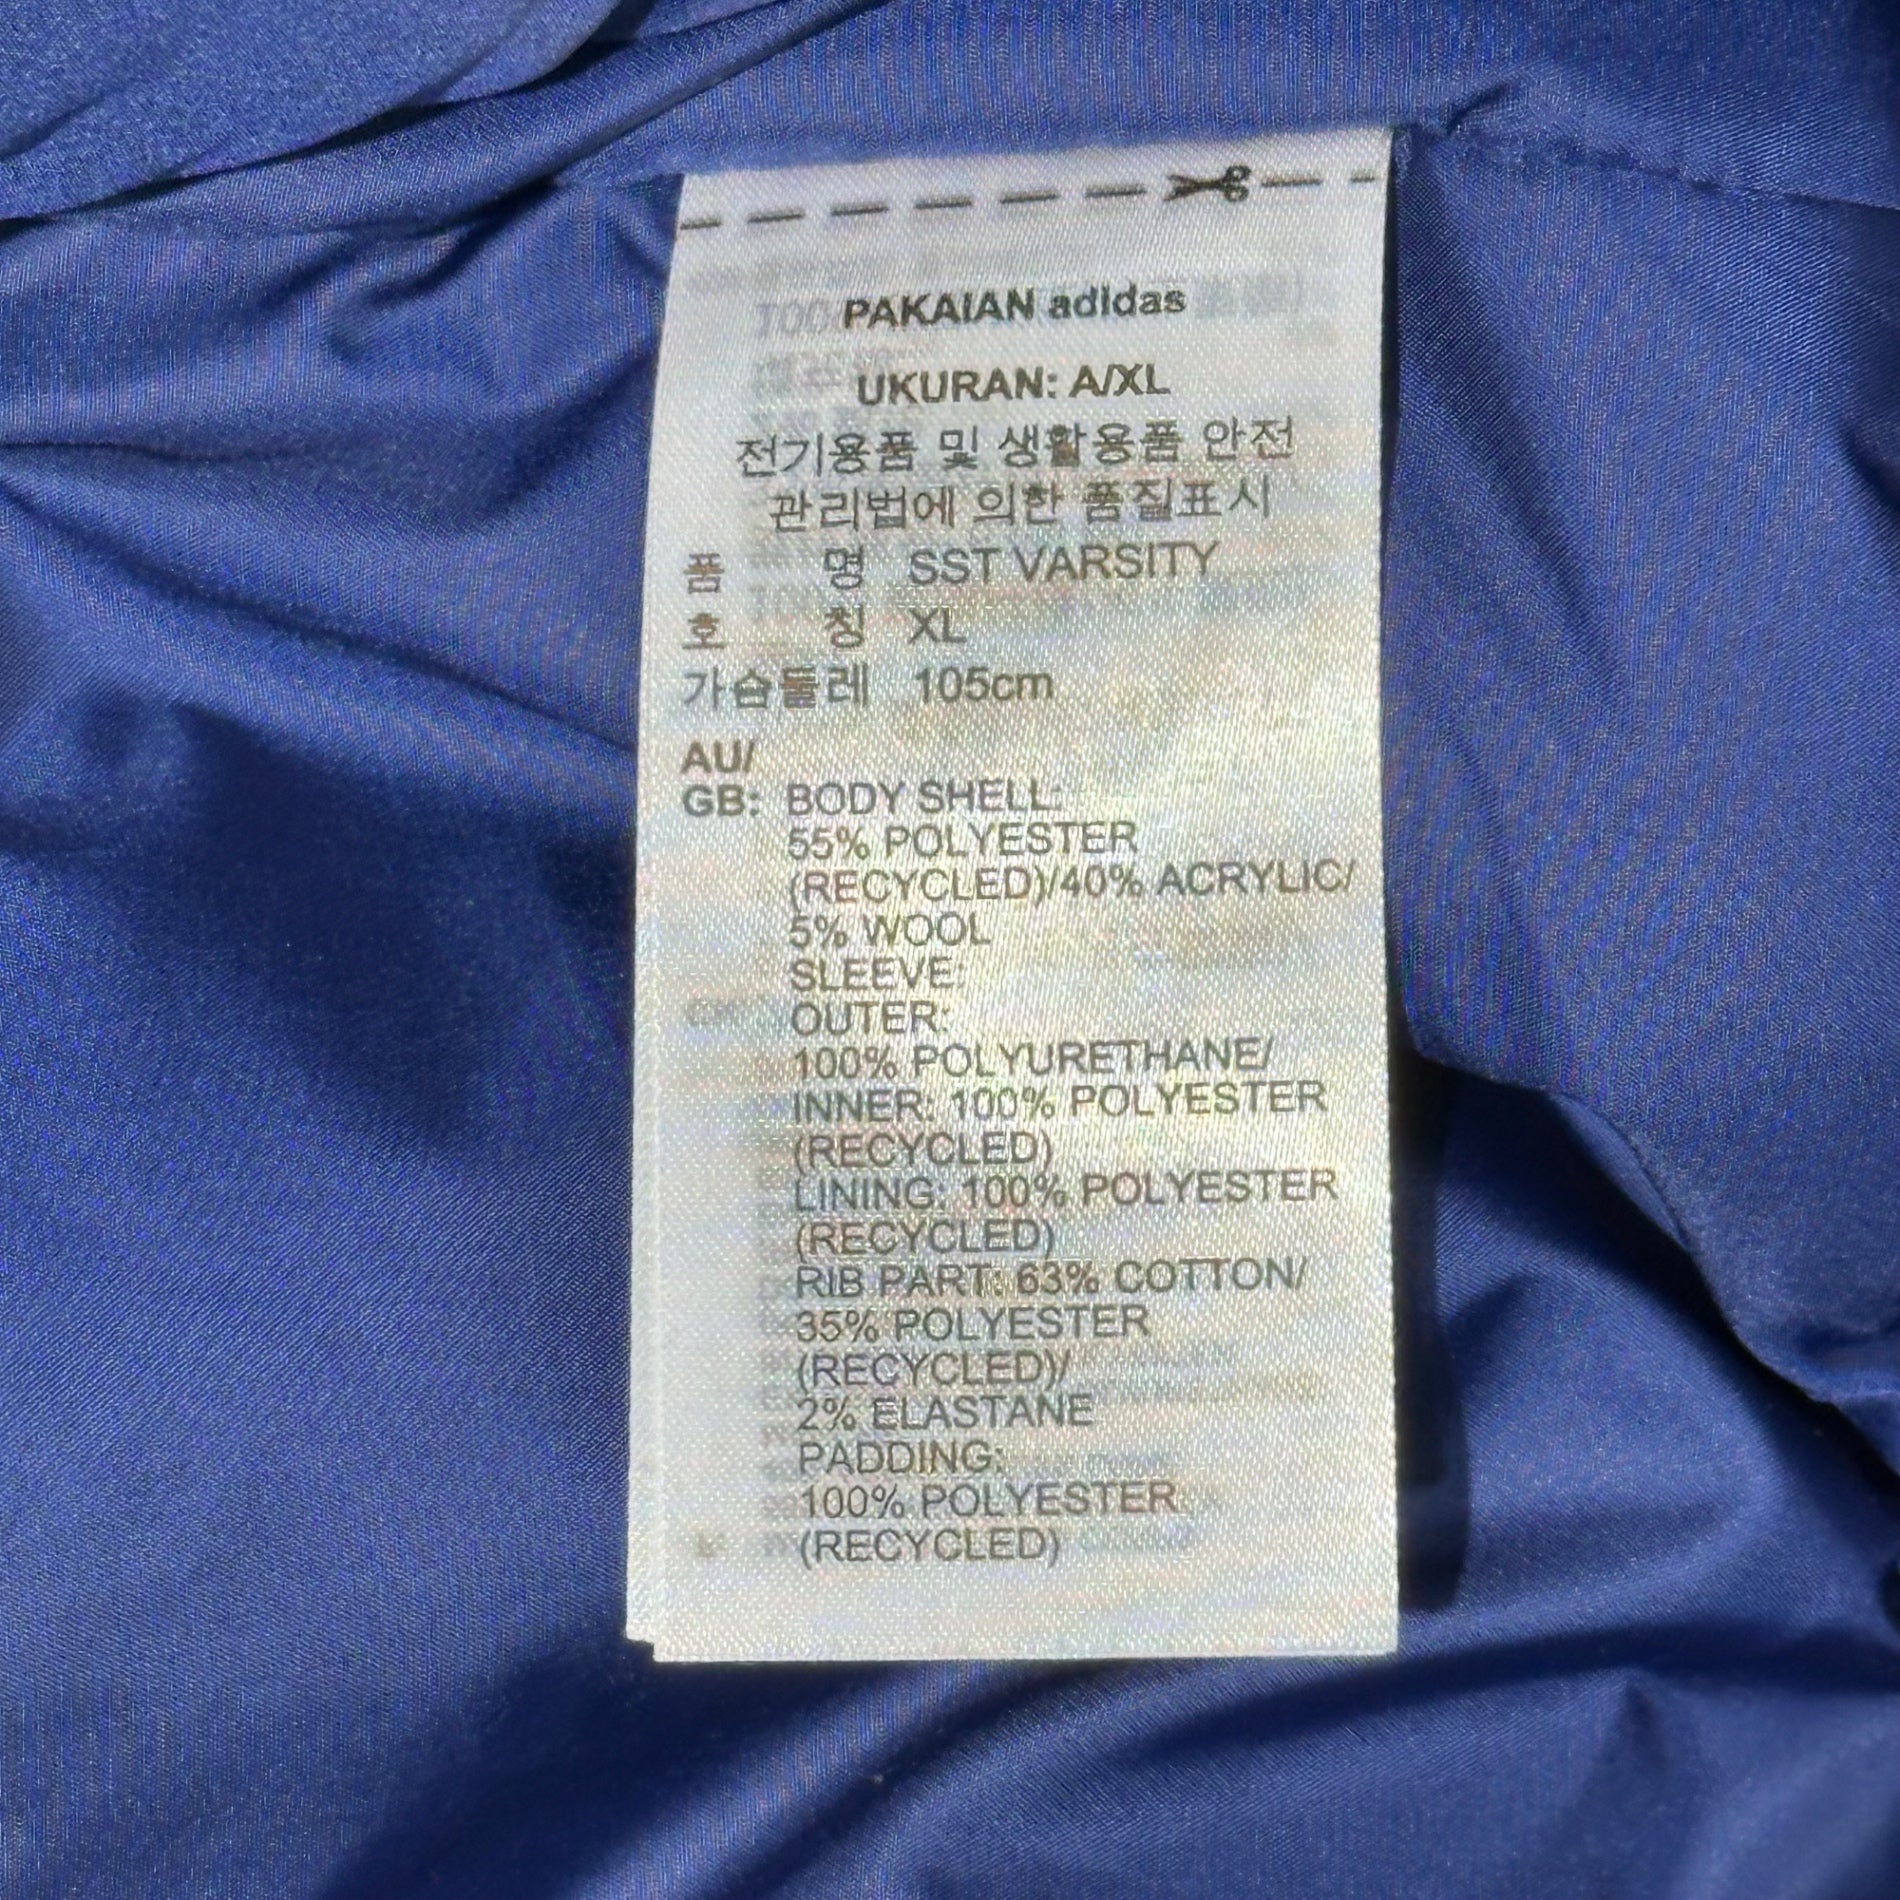 PAKAIAN adidas
UKURAN: A/XL
전기용품 및 생활용품 안전
관리법에 의한 품질표시
품 명 SST VARSITY
호 칭 XL
가슴둘레 105cm
AU/
GB: BODY SHELL:
55% POLYESTER
(RECYCLED)/40% ACRYLIC/
5% WOOL
SLEEVE:
OUTER:
100% POLYURETHANE/
INNER: 100% POLYESTER
(RECYCLED)
LINING: 100% POLYESTER
(RECYCLED)
RIB PART: 63% COTTON/
35% POLYESTER
(RECYCLED)/
2% ELASTANE
PADDING:
100% POLYESTER
(RECYCLED)